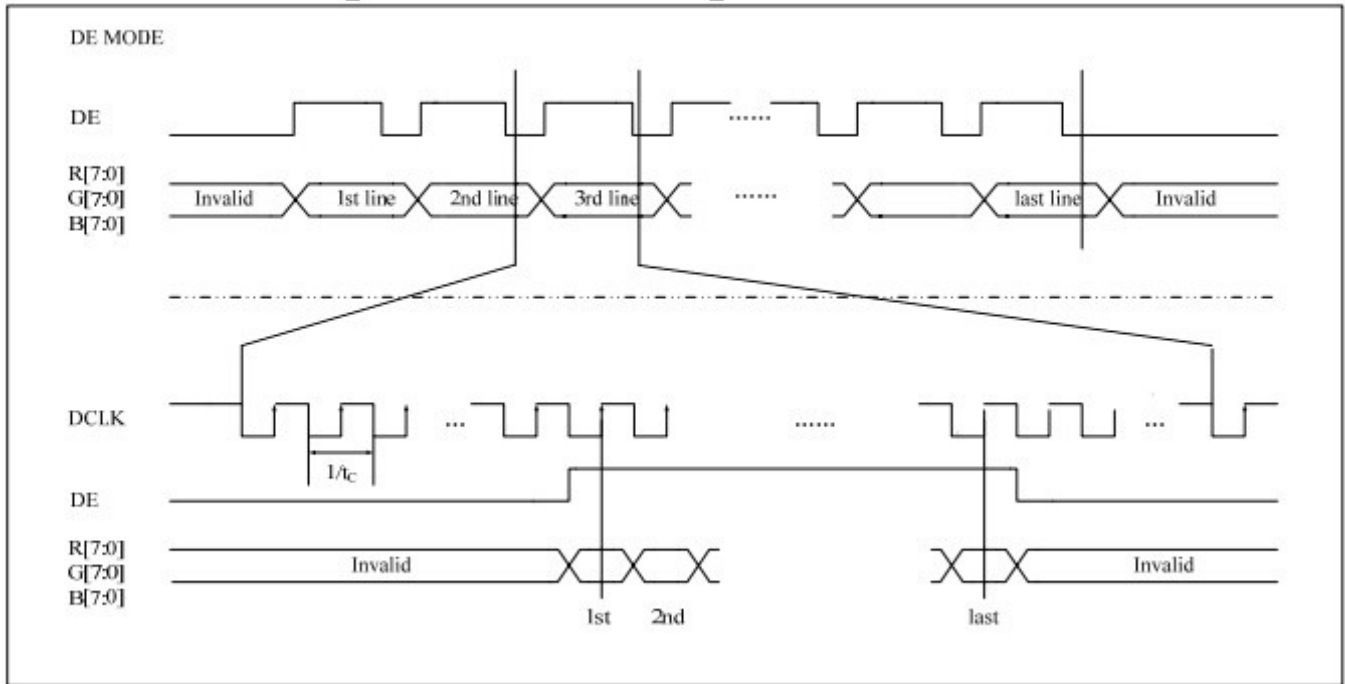 DE MODE
DE
R[7:0]
G[7:0]
B[7:0]
Invalid 1st line 2nd line 3rd line ...... last line Invalid
......
DCLK
... ...... ...
1/tC
DE
R[7:0]
G[7:0]
B[7:0]
Invalid Invalid
1st 2nd last